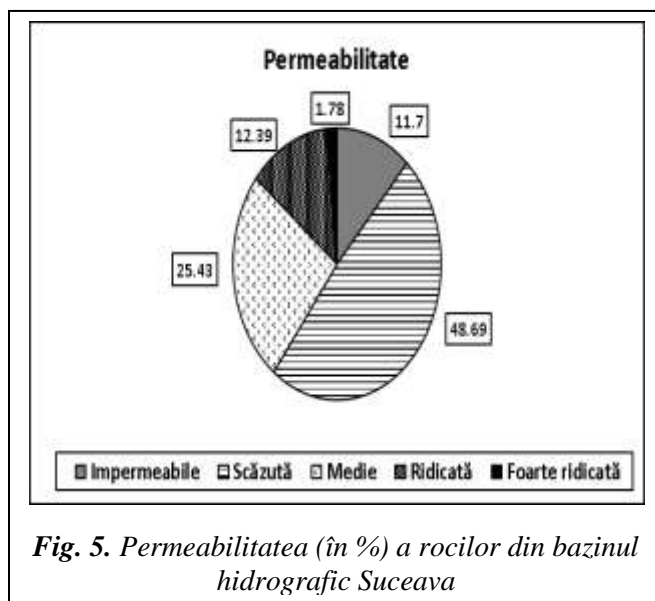 Permeabilitate
1.78
11.7
12.39
25.43
48.69
Impermeabile Scăzută Medie Ridicată Foarte ridicată
Fig. 5. Permeabilitatea (în %) a rocilor din bazinul
hidrografic Suceava